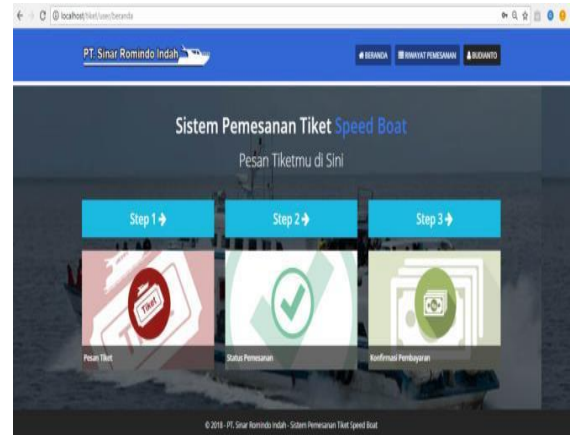 localhost/tiket/user/beranda
PT. Sinar Romindo Indah
BERANDA
RIWAYAT PEMESANAN
BUDIANTO
Sistem Pemesanan Tiket Speed Boat
Pesan Tiketmu di Sini
Step 1
Step 2
Step 3
Tiket
Pesan Tiket
Status Pemesanan
Konfirmasi Pembayaran
© 2018 - PT. Sinar Romindo Indah - Sistem Pemesanan Tiket Speed Boat